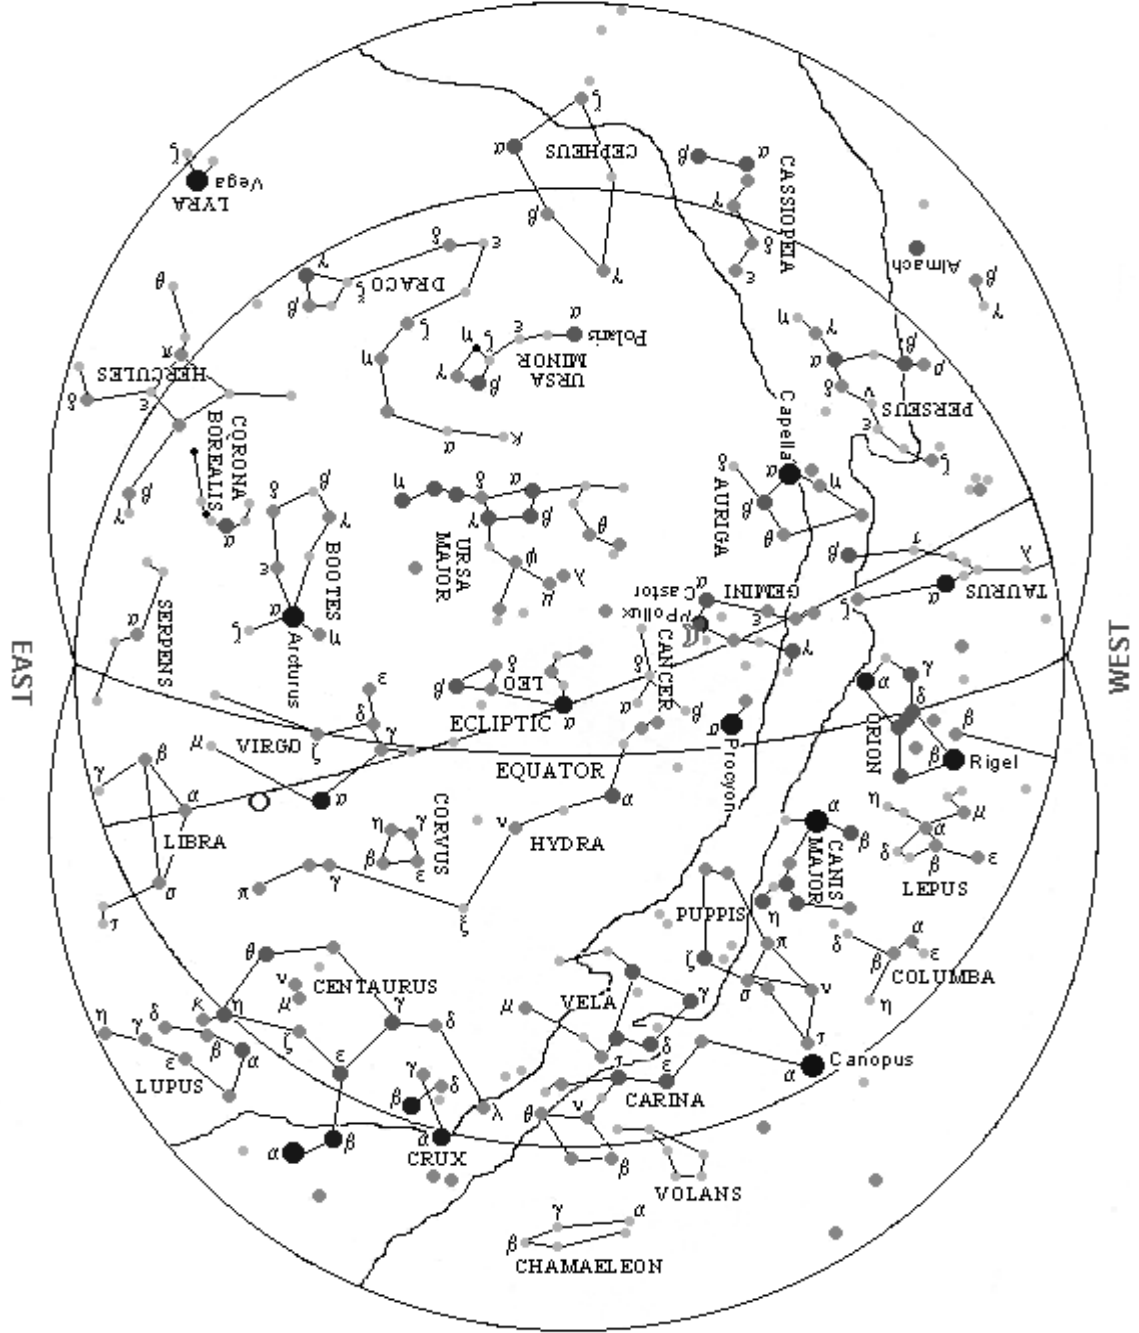 ζ
α
CEPHEUS
β
γ
β
α
CASSIOPEIA
γ
δ
ε
ζ
Vega
LYRA
Almach
β
γ
δ
ε
γ
DRACO
ξ
β
ζ
η
α
κ
α
Polaris
ε
ζ
η
URSA
MINOR
γ
β
θ
π
HERCULES
ε
δ
β
γ
CORONA
BOREALIS
α
δ
β
γ
BOOTES
ε
α
Arcturus
ζ
η
η
γ
α
β
δ
ν
ε
ζ
ρ
PERSEUS
Capella
α
δ
AURIGA
β
η
θ
η
δ
α
γ
β
URSA
MAJOR
ψ
μ
λ
θ
β
τ
λ
TAURUS
α
ζ
α
Castor
Pollux
β
GEMINI
ε
γ
SERPENS
α
EAST
WEST
CANCER
δ
α
β
δ
LEO
β
α
ECLIPTIC
EQUATOR
ε
δ
γ
VIRGO
ζ
μ
α
Procyon
α
α
γ
δ
ORION
β
β
Rigel
γ
β
α
LIBRA
σ
τ
CORVUS
η
γ
β
ε
ν
HYDRA
α
π
γ
ξ
α
β
CANIS
MAJOR
η
η
μ
α
δ
β
ε
LEPUS
PUPPIS
π
ζ
σ
ν
τ
δ
α
β
ε
COLUMBA
η
θ
ν
μ
CENTAURUS
κ
η
γ
δ
ζ
ε
λ
μ
VELA
γ
δ
η
γ
δ
β
α
ε
LUPUS
τ
ε
CARINA
α
Canopus
γ
β
δ
α
CRUX
α
β
θ
ν
β
VOLANS
γ
α
β
CHAMAELEON